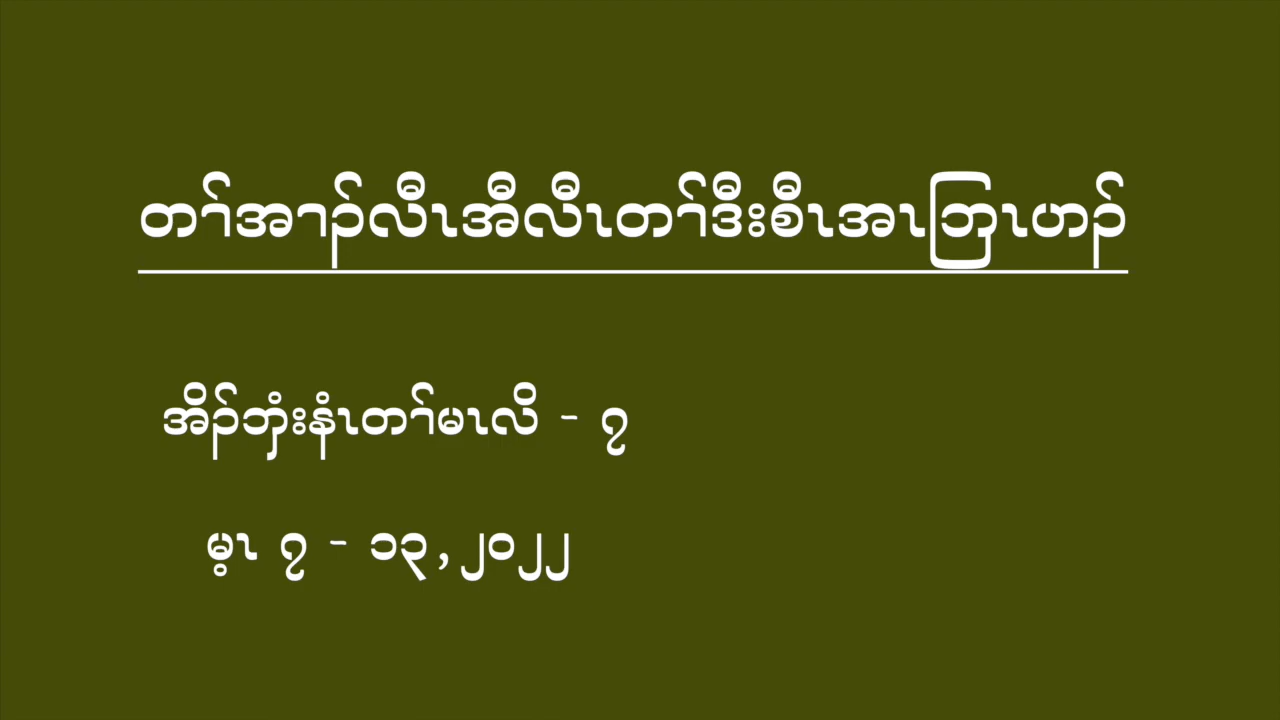 တၢ်အၢၣ်လီၤအီလီၤတၢ်ဒီးစီၤအၤဘြၤဟၣ်
အိၣ်ဘှံးနံၤတၢ်မၤလိ - ၇
မ့ၤ ၇ - ၁၃,၂၀၂၂